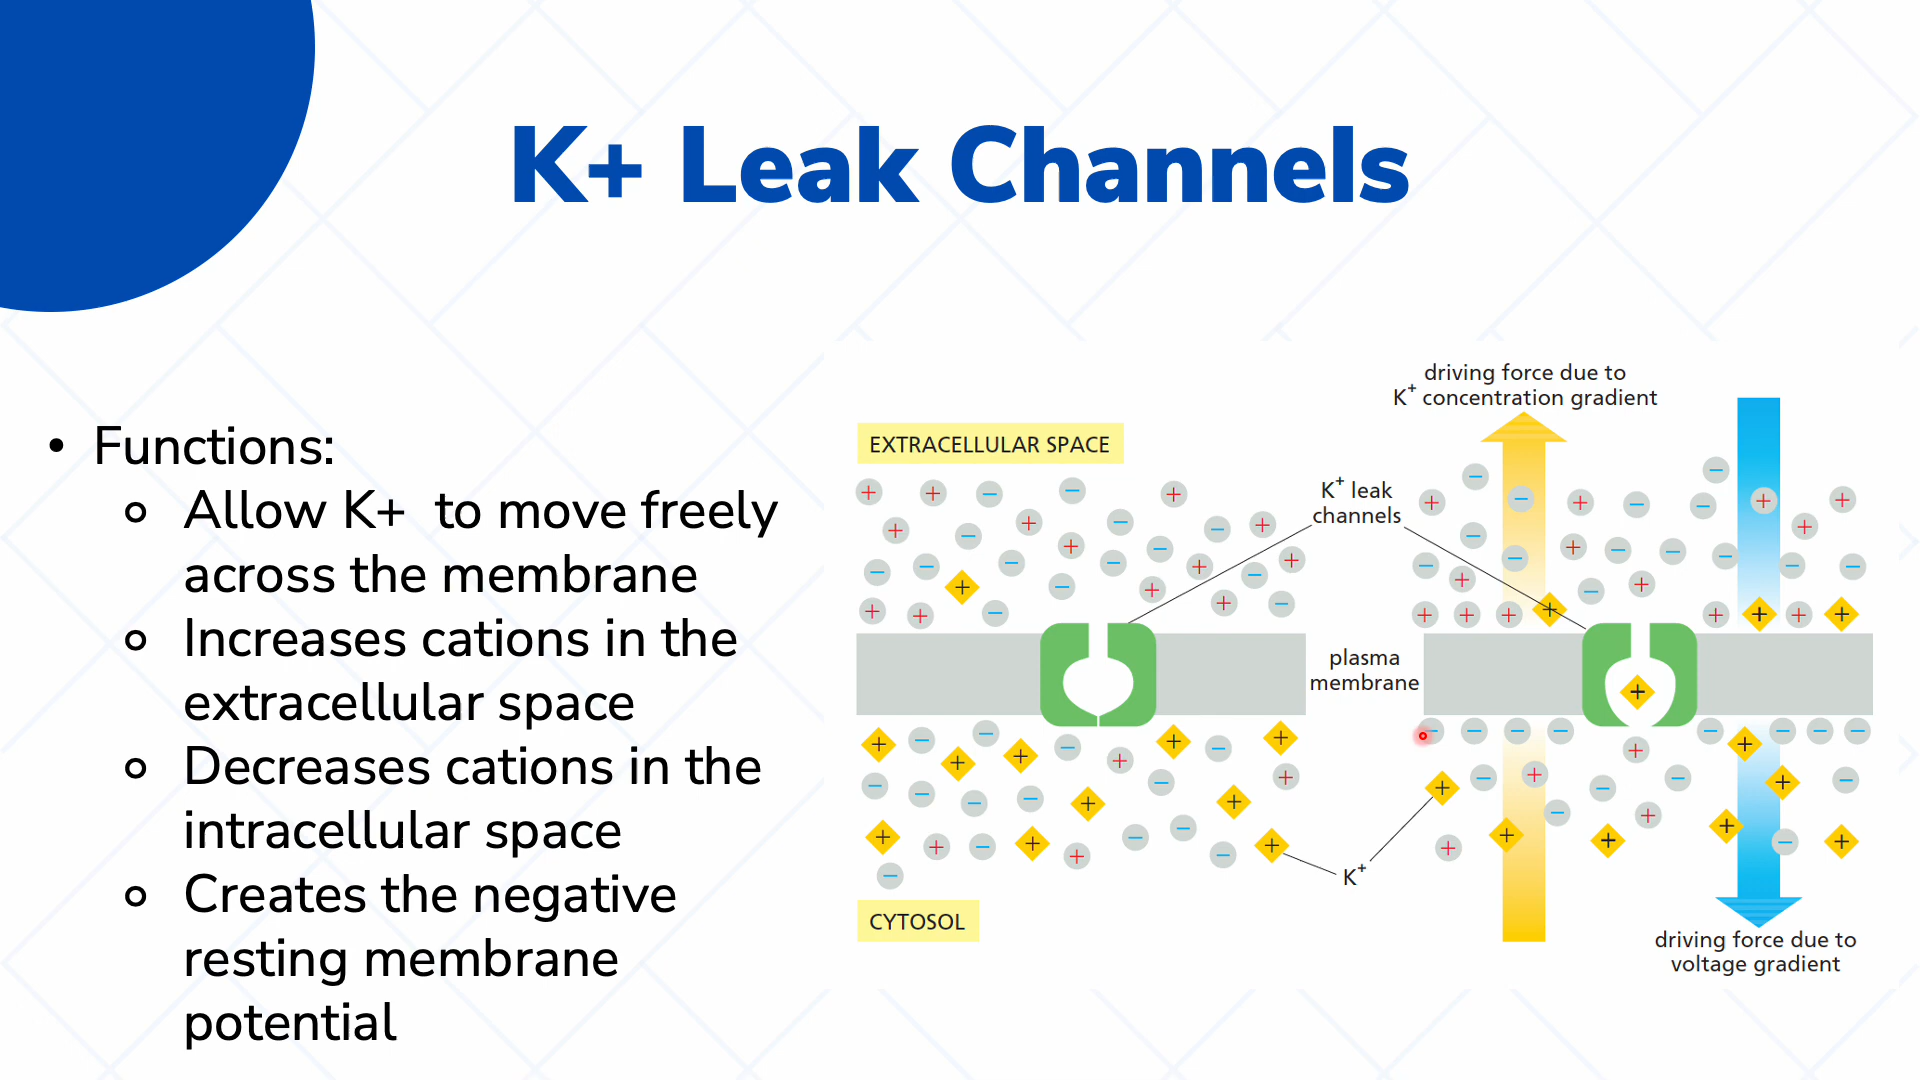 K+ Leak Channels
• Functions:
Allow K+ to move freely
across the membrane
Increases cations in the
extracellular space
Decreases cations in the
intracellular space
Creates the negative
resting membrane
potential
EXTRACELLULAR SPACE
K+ leak
channels
driving force due to
K+ concentration gradient
plasma
membrane
K+
CYTOSOL
driving force due to
voltage gradient